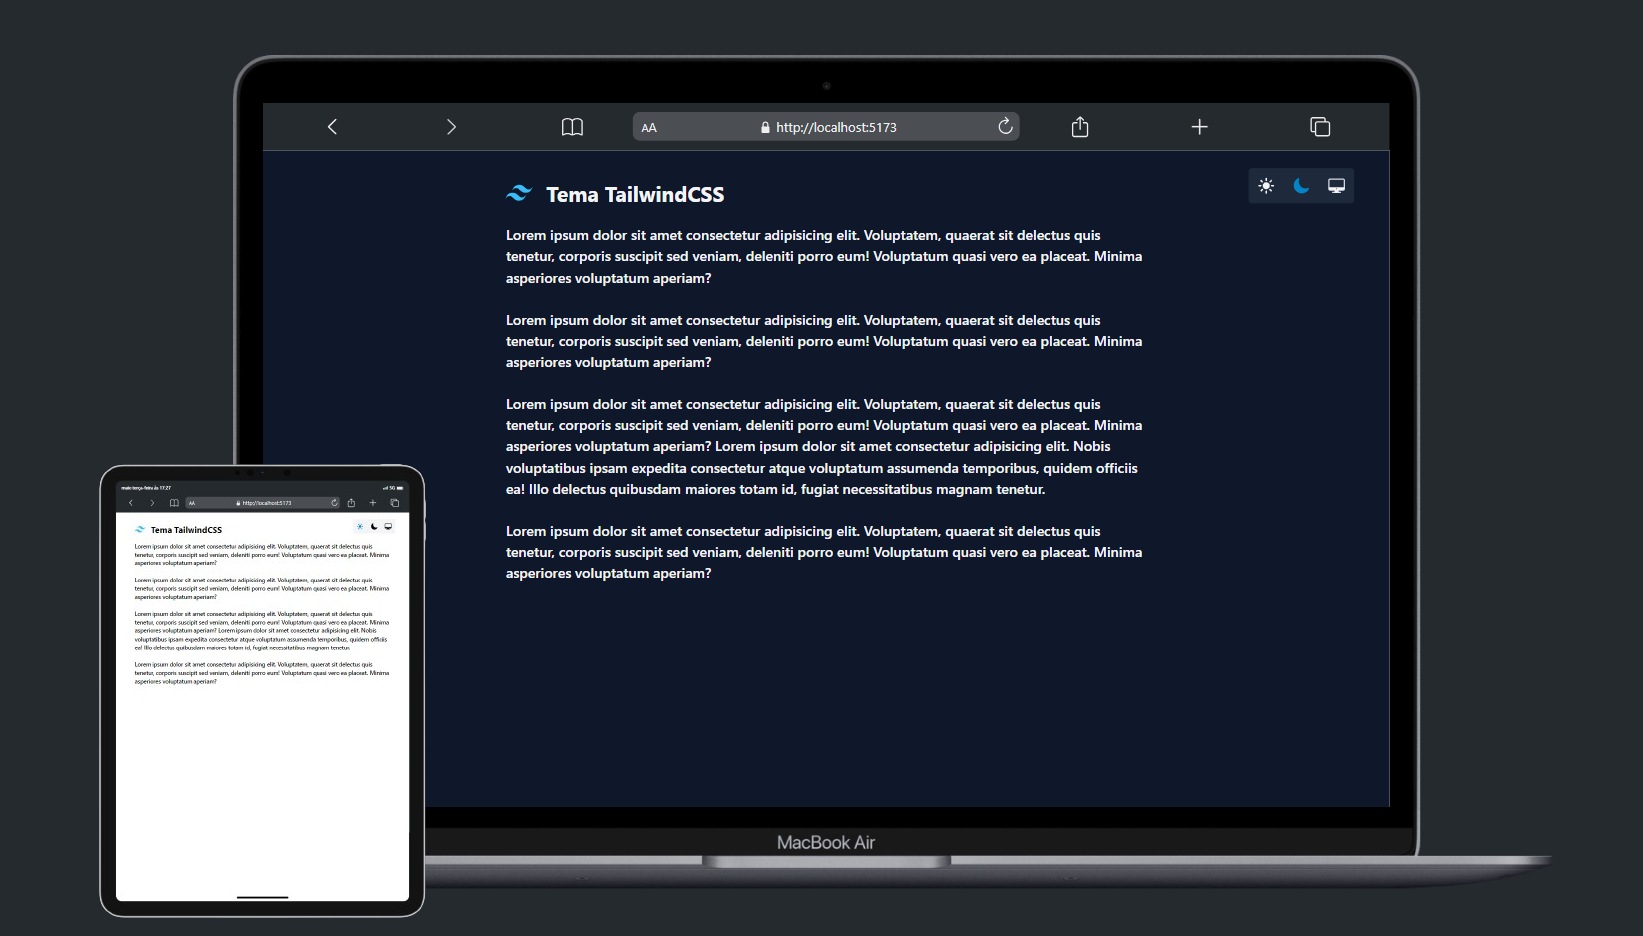 AA
http://localhost:5173
Tema TailwindCSS
Lorem ipsum dolor sit amet consectetur adipisicing elit. Voluptatem, quaerat sit delectus quis
tenetur, corporis suscipit sed veniam, deleniti porro eum! Voluptatum quasi vero ea placeat. Minima
asperiores voluptatum aperiam?
Lorem ipsum dolor sit amet consectetur adipisicing elit. Voluptatem, quaerat sit delectus quis
tenetur, corporis suscipit sed veniam, deleniti porro eum! Voluptatum quasi vero ea placeat. Minima
asperiores voluptatum aperiam?
Lorem ipsum dolor sit amet consectetur adipisicing elit. Voluptatem, quaerat sit delectus quis
tenetur, corporis suscipit sed veniam, deleniti porro eum! Voluptatum quasi vero ea placeat. Minima
asperiores voluptatum aperiam? Lorem ipsum dolor sit amet consectetur adipisicing elit. Nobis
voluptatibus ipsam expedita consectetur atque voluptatum assumenda temporibus, quidem officiis
ea! Illo delectus quibusdam maiores totam id, fugiat necessitatibus magnam tenetur.
Lorem ipsum dolor sit amet consectetur adipisicing elit. Voluptatem, quaerat sit delectus quis
tenetur, corporis suscipit sed veniam, deleniti porro eum! Voluptatum quasi vero ea placeat. Minima
asperiores voluptatum aperiam?
MacBook Air
maio terça-feira às 17:27
5G
AA
http://localhost:5173
Tema TailwindCSS
Lorem ipsum dolor sit amet consectetur adipisicing elit. Voluptatem, quaerat sit delectus quis
tenetur, corporis suscipit sed veniam, deleniti porro eum! Voluptatum quasi vero ea placeat. Minima
asperiores voluptatum aperiam?
Lorem ipsum dolor sit amet consectetur adipisicing elit. Voluptatem, quaerat sit delectus quis
tenetur, corporis suscipit sed veniam, deleniti porro eum! Voluptatum quasi vero ea placeat. Minima
asperiores voluptatum aperiam?
Lorem ipsum dolor sit amet consectetur adipisicing elit. Voluptatem, quaerat sit delectus quis
tenetur, corporis suscipit sed veniam, deleniti porro eum! Voluptatum quasi vero ea placeat. Minima
asperiores voluptatum aperiam? Lorem ipsum dolor sit amet consectetur adipisicing elit. Nobis
voluptatibus ipsam expedita consectetur atque voluptatum assumenda temporibus, quidem officiis
ea! Illo delectus quibusdam maiores totam id, fugiat necessitatibus magnam tenetur.
Lorem ipsum dolor sit amet consectetur adipisicing elit. Voluptatem, quaerat sit delectus quis
tenetur, corporis suscipit sed veniam, deleniti porro eum! Voluptatum quasi vero ea placeat. Minima
asperiores voluptatum aperiam?